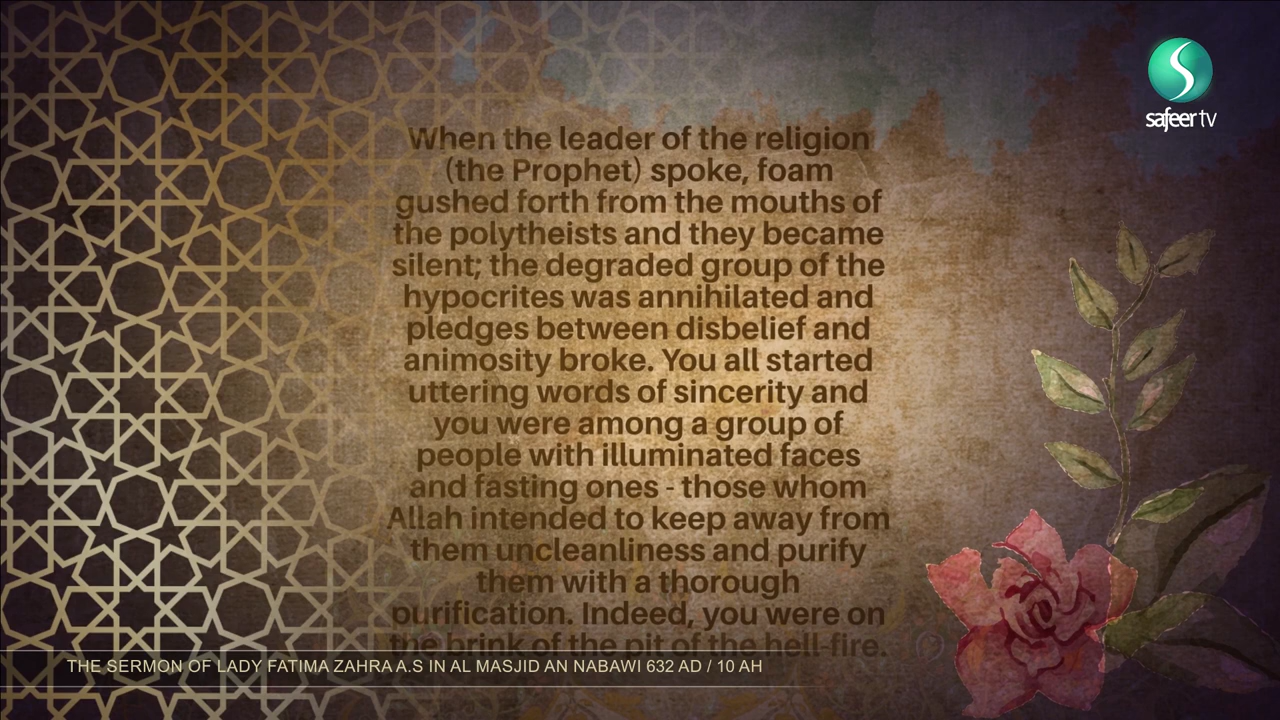 safeer tv
When the leader of the religion
(the Prophet) spoke, foam
gushed forth from the mouths of
the polytheists and they became
silent; the degraded group of the
hypocrites was annihilated and
pledges between disbelief and
animosity broke. You all started
uttering words of sincerity and
you were among a group of
people with illuminated faces
and fasting ones - those whom
Allah intended to keep away from
them uncleanliness and purify
them with a thorough
purification. Indeed, you were on
the brink of the pit of the hell-fire.
THE SERMON OF LADY FATIMA ZAHRA A.S IN AL MASJID AN NABAWI 632 AD / 10 AH